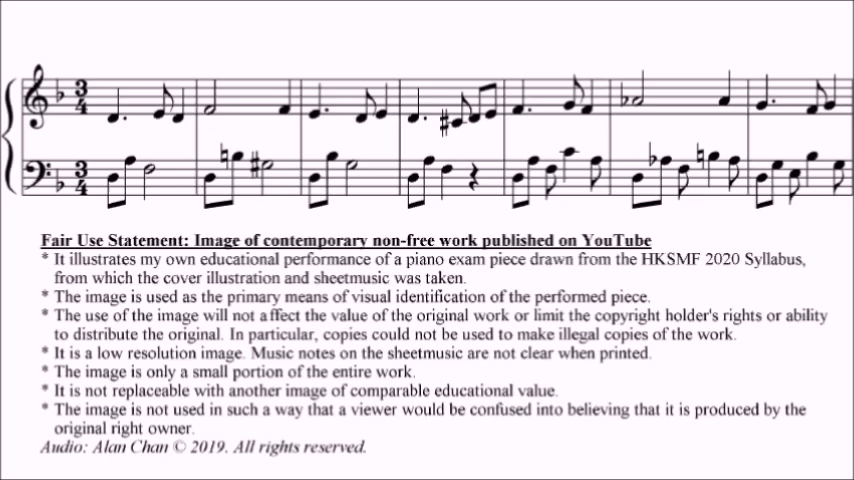 3
4
3
4
Fair Use Statement: Image of contemporary non-free work published on YouTube
* It illustrates my own educational performance of a piano exam piece drawn from the HKSMF 2020 Syllabus,
from which the cover illustration and sheetmusic was taken.
* The image is used as the primary means of visual identification of the performed piece.
* The use of the image will not affect the value of the original work or limit the copyright holder's rights or ability
to distribute the original. In particular, copies could not be used to make illegal copies of the work.
* It is a low resolution image. Music notes on the sheetmusic are not clear when printed.
* The image is only a small portion of the entire work.
* It is not replaceable with another image of comparable educational value.
* The image is not used in such a way that a viewer would be confused into believing that it is produced by the
original right owner.
Audio: Alan Chan © 2019. All rights reserved.